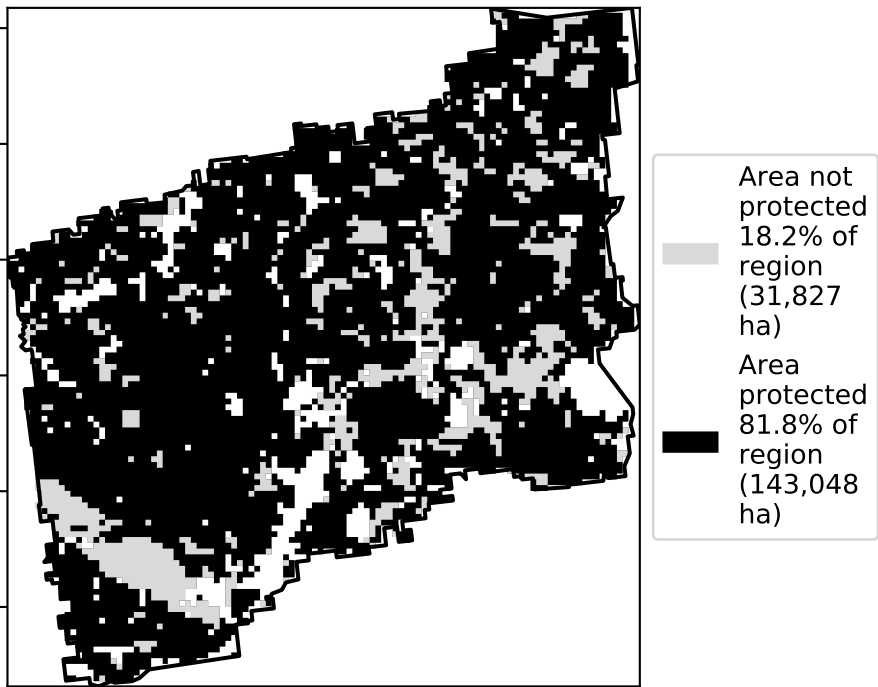 Area not
protected
18.2% of
region
(31,827
ha)
Area
protected
81.8% of
region
(143,048
ha)